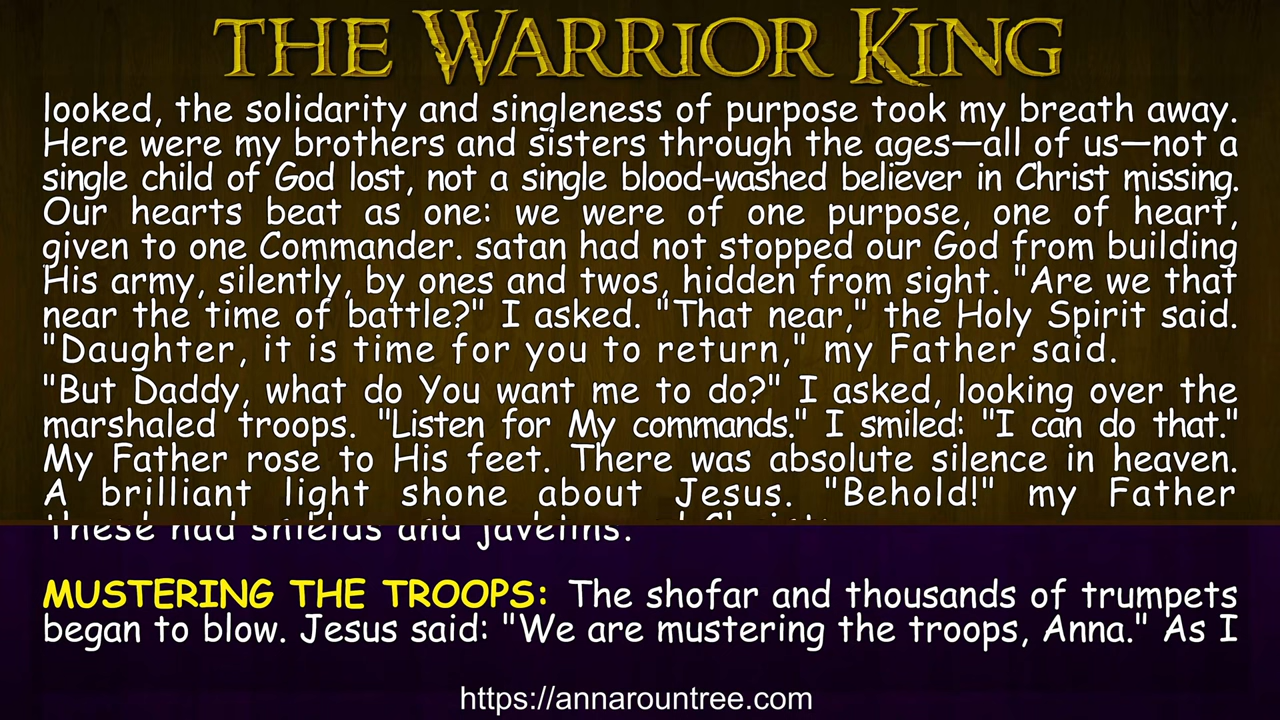 THE WARRIOR KING
looked, the solidarity and singleness of purpose took my breath away.
Here were my brothers and sisters through the ages—all of us—not a
single child of God lost, not a single blood-washed believer in Christ missing.
Our hearts beat as one: we were of one purpose, one of heart,
given to one Commander. satan had not stopped our God from building
His army, silently, by ones and twos, hidden from sight. "Are we that
near the time of battle?" I asked. "That near," the Holy Spirit said.
"Daughter, it is time for you to return," my Father said.
"But Daddy, what do You want me to do?" I asked, looking over the
marshaled troops. "Listen for My commands." I smiled: "I can do that."
My Father rose to His feet. There was absolute silence in heaven.
A brilliant light shone about Jesus. "Behold!" my Father
These had shields and javelins.
MUSTERING THE TROOPS: The shofar and thousands of trumpets
began to blow. Jesus said: "We are mustering the troops, Anna." As I
https://annarountree.com